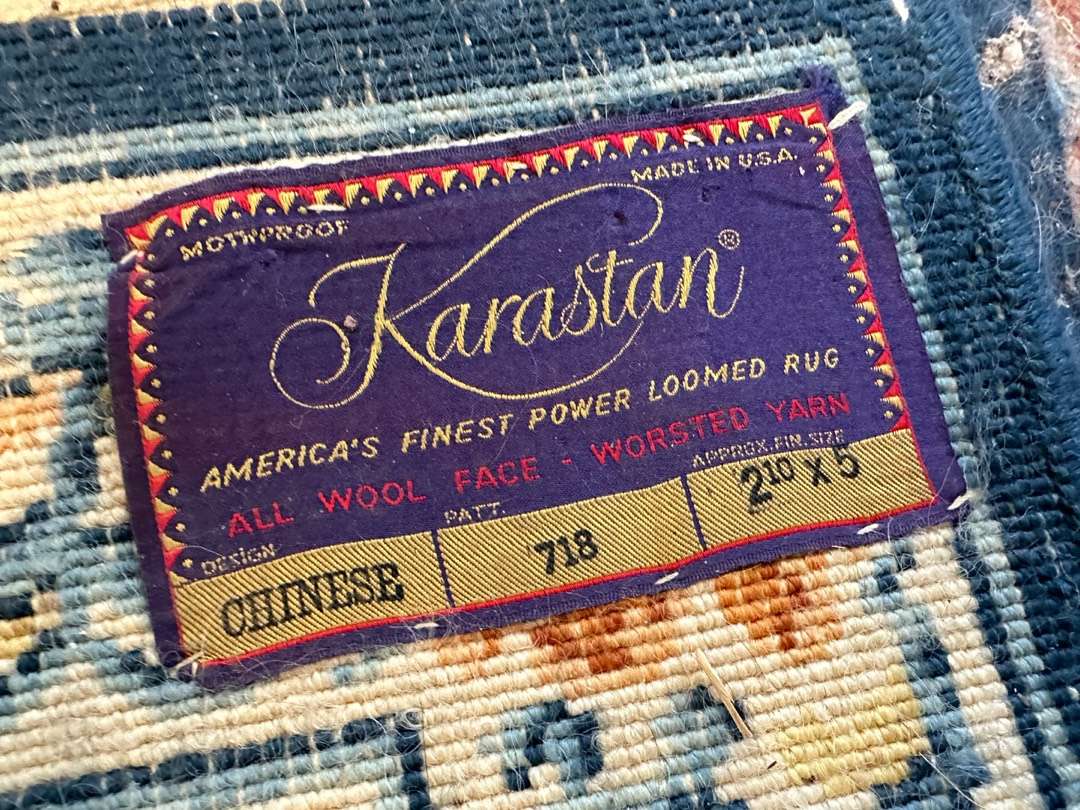 MOTHPROOF
MADE IN U.S.A.
Karastan®
AMERICA'S FINEST POWER LOOMED RUG
ALL WOOL FACE - WORSTED YARN
DESIGN PATT. APPROX. FIN. SIZE
CHINESE 718 2¹⁰ X 5